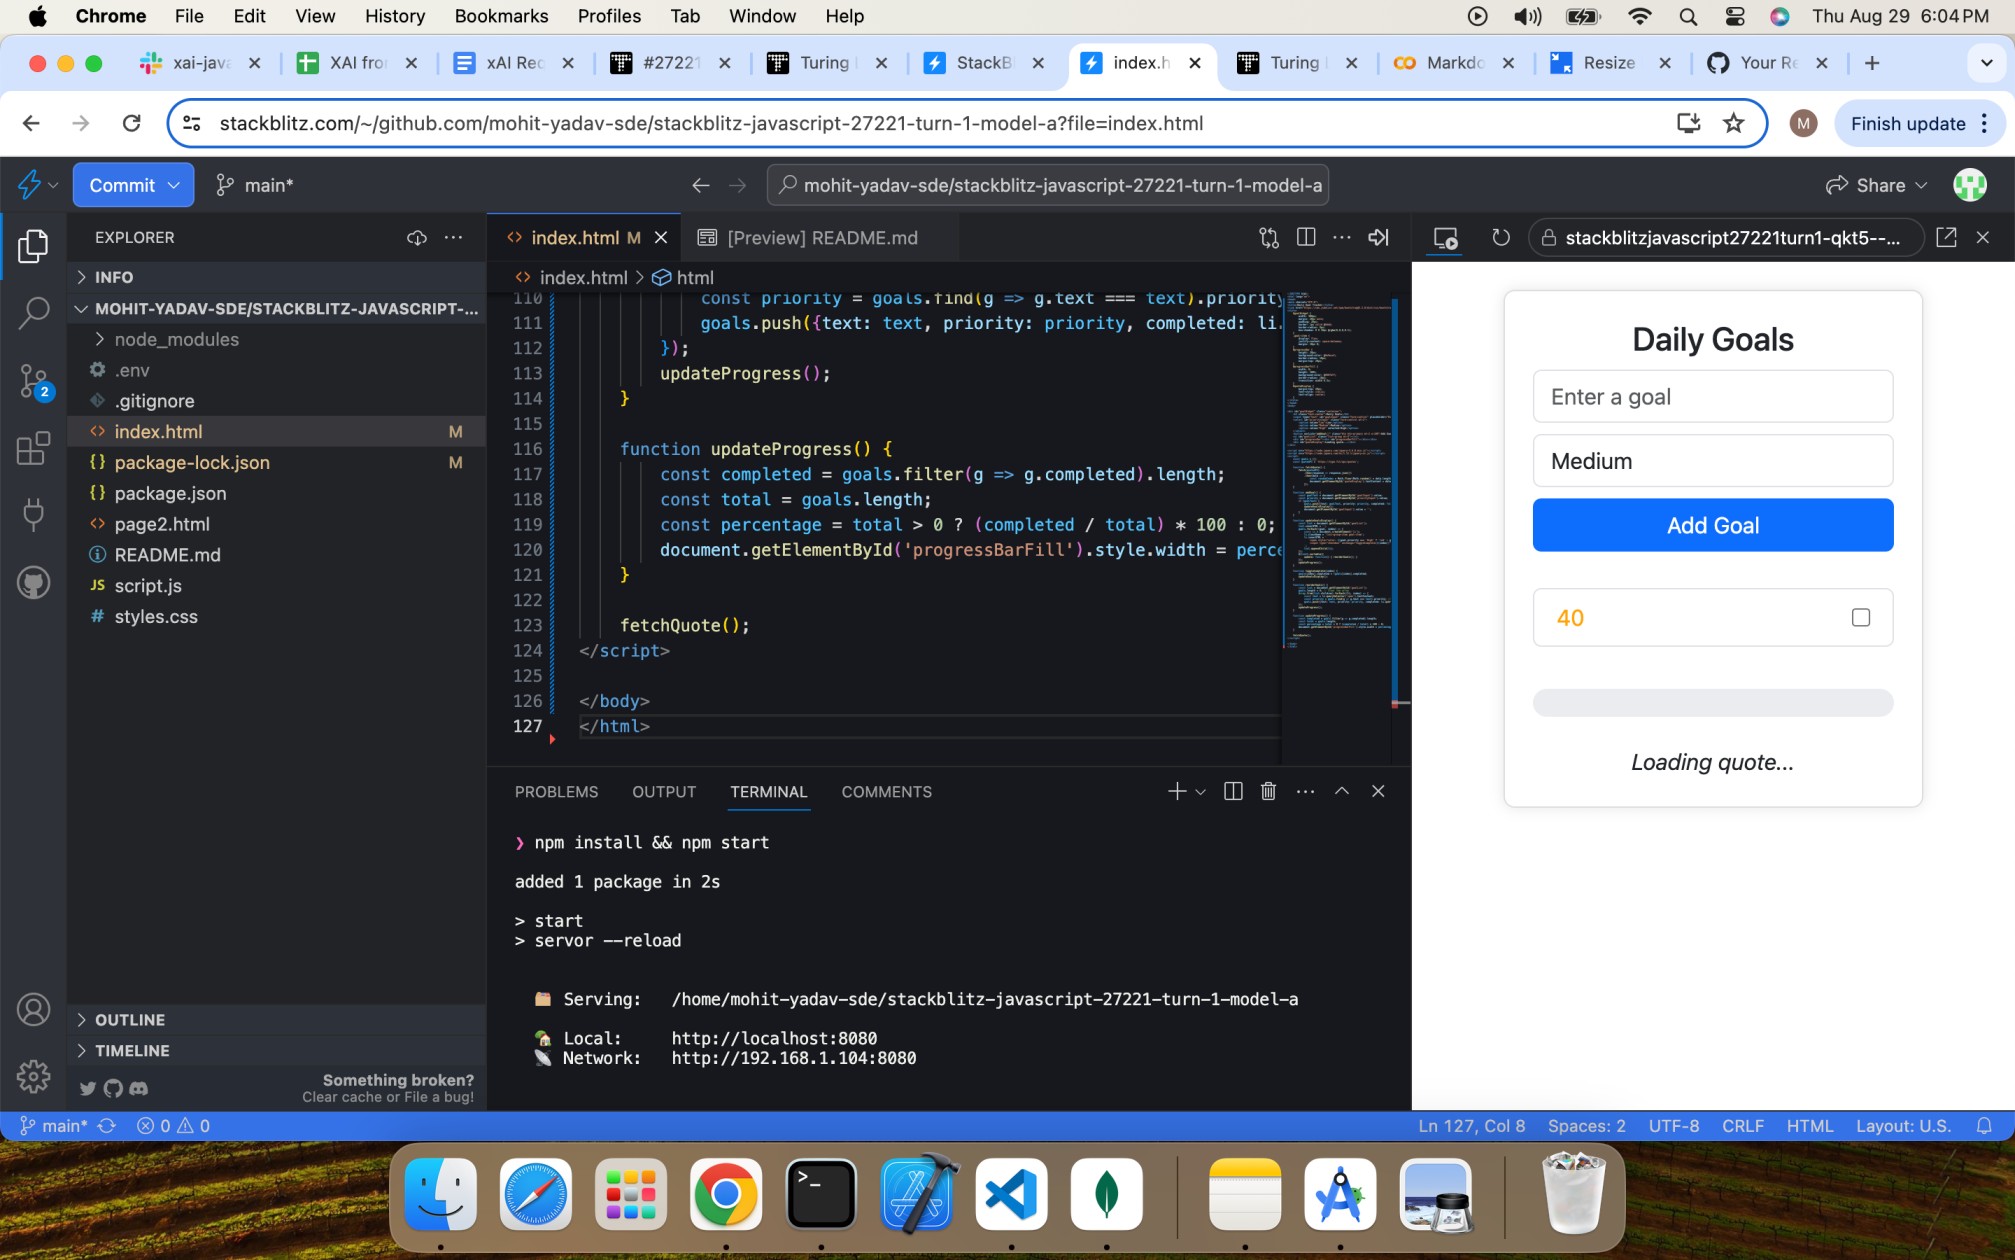 Chrome File Edit View History Bookmarks Profiles Tab Window Help Thu Aug 29 6:04 PM
xai-java XAI fro xAI Rec #27221 Turing StackB index.h Turing Markdo Resize Your Re
stackblitz.com/~/github.com/mohit-yadav-sde/stackblitz-javascript-27221-turn-1-model-a?file=index.html M Finish update
Commit main* mohit-yadav-sde/stackblitz-javascript-27221-turn-1-model-a Share
EXPLORER
INFO
MOHIT-YADAV-SDE/STACKBLITZ-JAVASCRIPT-...
node_modules
.env
.gitignore
index.html M
package-lock.json M
package.json
page2.html
README.md
JS script.js
# styles.css
2
OUTLINE
TIMELINE
Something broken?
Clear cache or File a bug!
index.html M [Preview] README.md
index.html > html
110 const priority = goals.find(g => g.text === text).priority
111 goals.push({text: text, priority: priority, completed: li.
112 });
113 updateProgress();
114 }
115
116 function updateProgress() {
117 const completed = goals.filter(g => g.completed).length;
118 const total = goals.length;
119 const percentage = total > 0 ? (completed / total) * 100 : 0;
120 document.getElementById('progressBarFill').style.width = perce
121 }
122
123 fetchQuote();
124 </script>
125
126 </body>
127 </html>
PROBLEMS OUTPUT TERMINAL COMMENTS
❯ npm install && npm start
added 1 package in 2s
> start
> servor --reload
Serving: /home/mohit-yadav-sde/stackblitz-javascript-27221-turn-1-model-a
Local: http://localhost:8080
Network: http://192.168.1.104:8080
stackblitzjavascript27221turn1-qkt5--...
Daily Goals
Enter a goal
Medium
Add Goal
40
Loading quote...
main* 0 0 Ln 127, Col 8 Spaces: 2 UTF-8 CRLF HTML Layout: U.S.